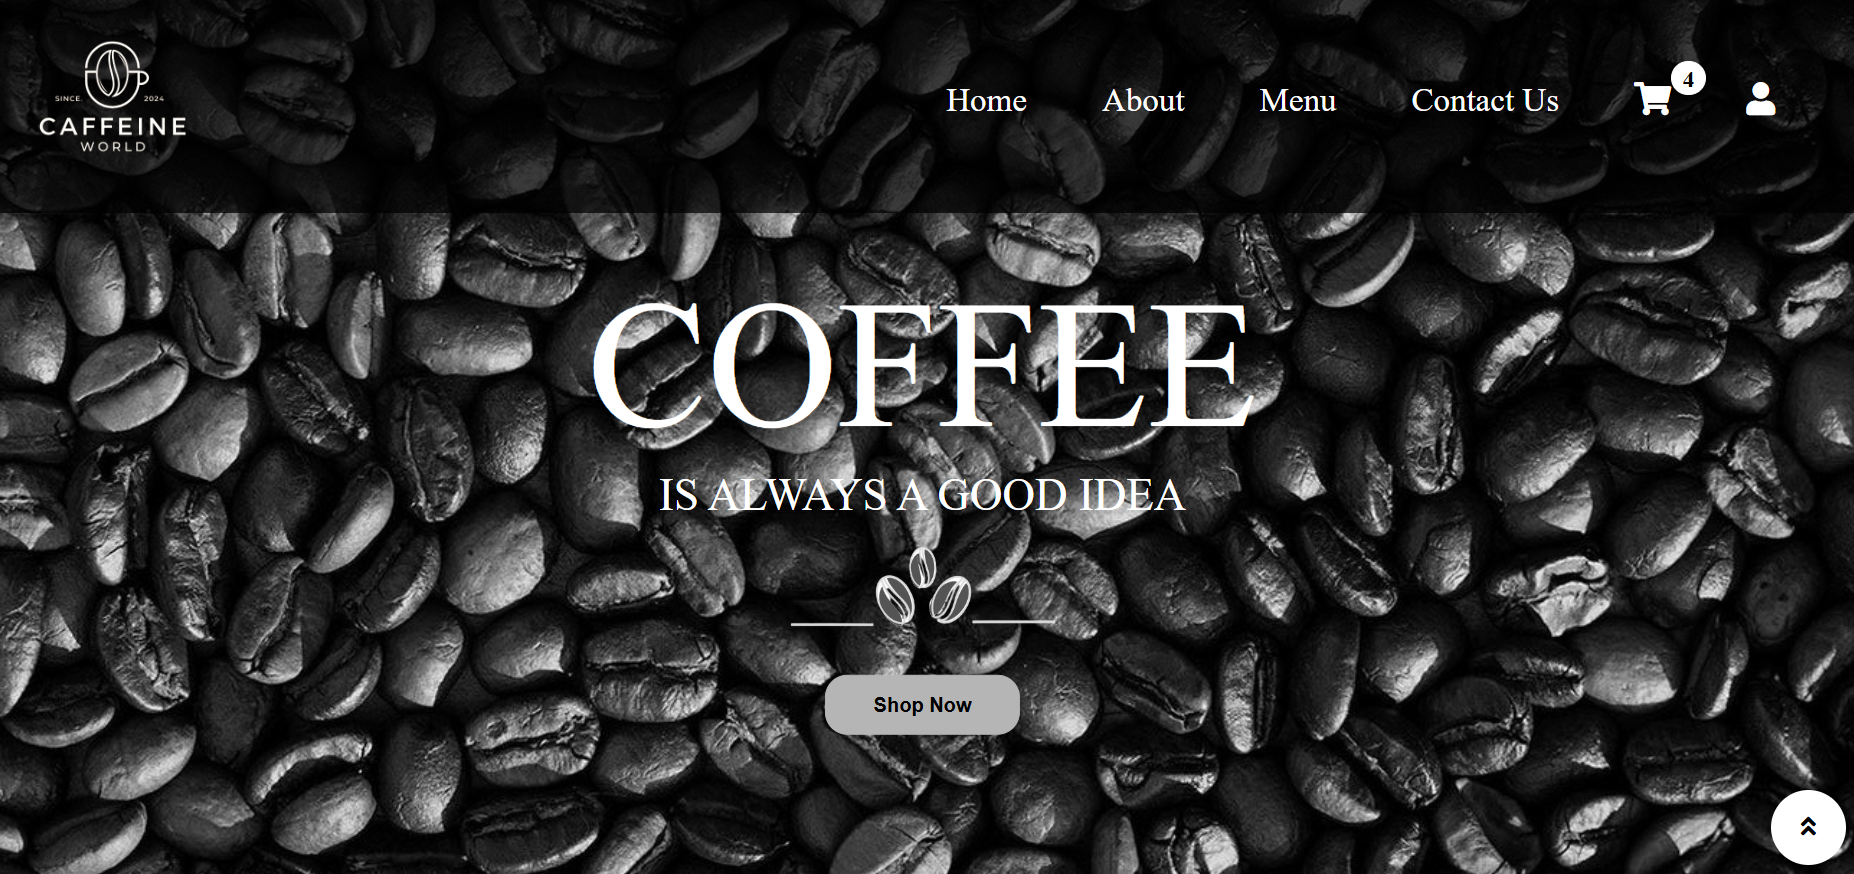 SINCE. 2024
CAFFEINE
WORLD
Home About Menu Contact Us 4
COFFEE
IS ALWAYS A GOOD IDEA
Shop Now